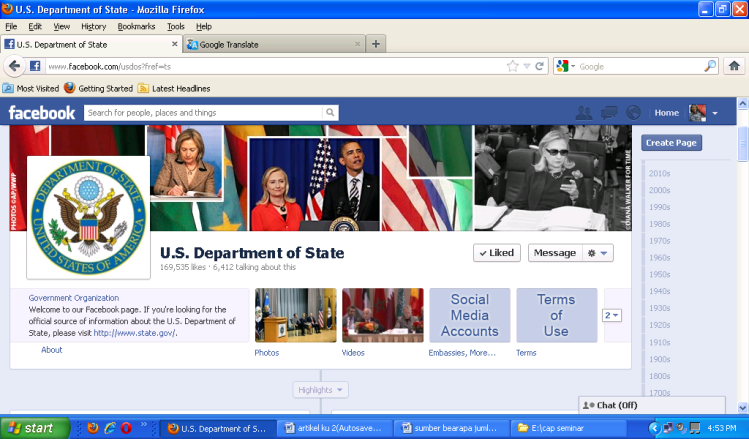 U.S. Department of State - Mozilla Firefox
File Edit View History Bookmarks Tools Help
U.S. Department of State
Google Translate
www.facebook.com/usdos?fref=ts
Google
Most Visited Getting Started Latest Headlines
facebook
Search for people, places and things
Home
DEPARTMENT OF STATE
UNITED STATES OF AMERICA
PHOTOS ©AP/WWP
©DIANA WALKER FOR TIME
U.S. Department of State
169,535 likes · 6,412 talking about this
Liked
Message
Government Organization
Welcome to our Facebook page. If you're looking for the
official source of information about the U.S. Department of
State, please visit http://www.state.gov/.
About
Photos
Videos
Social
Media
Accounts
Embassies, More...
Terms
of
Use
Terms
2
Highlights
Create Page
2010s
2000s
1990s
1980s
1970s
1960s
1950s
1940s
1930s
1920s
1910s
1900s
1800s
1700s
Chat (Off)
start
U.S. Department of S...
artikel ku 2(Autosave...
sumber bearapa juml...
E:\cap seminar
4:53 PM